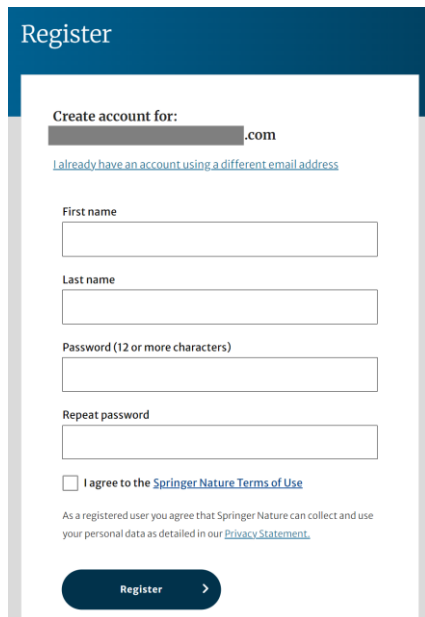 Register
Create account for:
.com
I already have an account using a different email address
First name
Last name
Password (12 or more characters)
Repeat password
I agree to the Springer Nature Terms of Use
As a registered user you agree that Springer Nature can collect and use
your personal data as detailed in our Privacy Statement.
Register